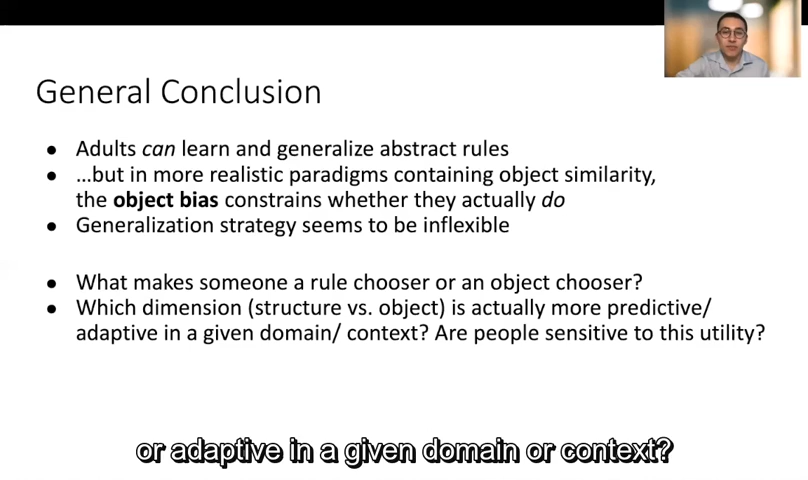 General Conclusion
● Adults can learn and generalize abstract rules
● …but in more realistic paradigms containing object similarity,
the object bias constrains whether they actually do
● Generalization strategy seems to be inflexible
● What makes someone a rule chooser or an object chooser?
● Which dimension (structure vs. object) is actually more predictive/
adaptive in a given domain/ context? Are people sensitive to this utility?
or adaptive in a given domain or context?